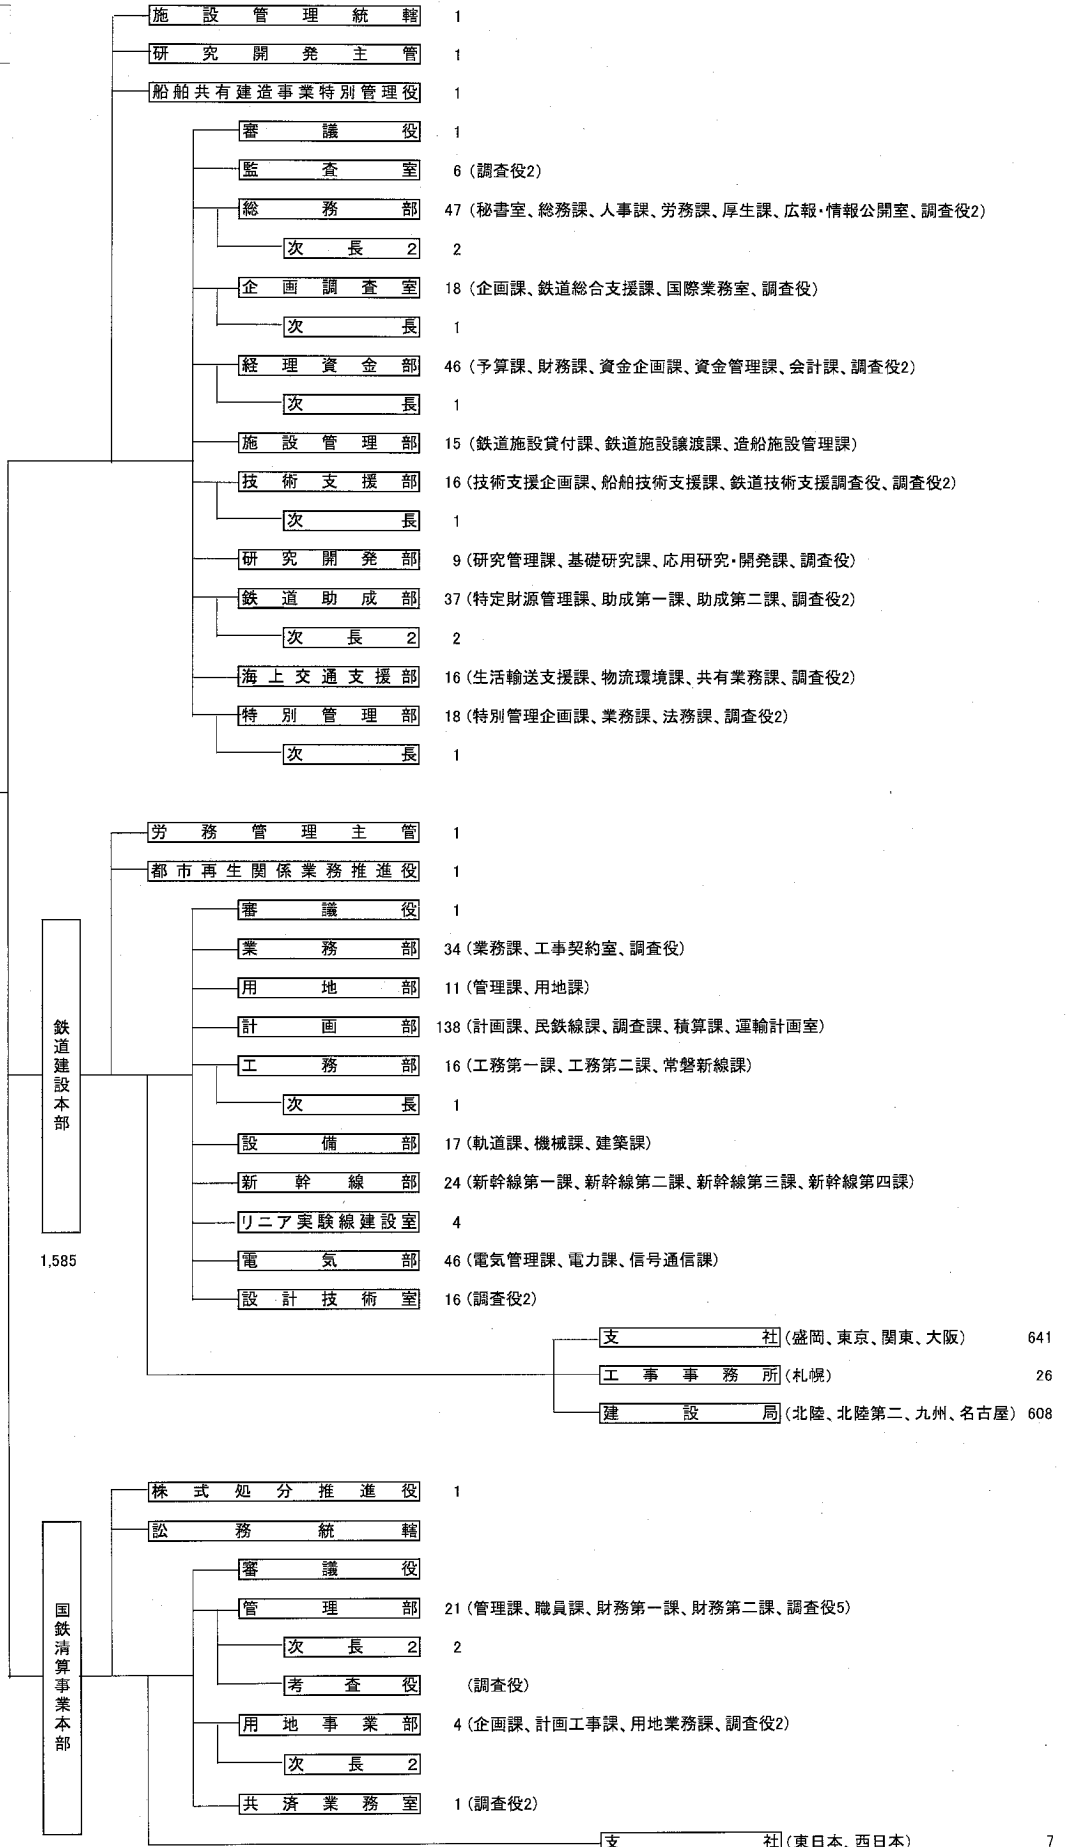 施設管理統轄 1
研究開発主管 1
船舶共有建造事業特別管理役 1
審議役 1
監査室 6 (調査役2)
総務部 47 (秘書室、総務課、人事課、労務課、厚生課、広報・情報公開室、調査役2)
次長2 2
企画調査室 18 (企画課、鉄道総合支援課、国際業務室、調査役)
次長 1
経理資金部 46 (予算課、財務課、資金企画課、資金管理課、会計課、調査役2)
次長 1
施設管理部 15 (鉄道施設貸付課、鉄道施設譲渡課、造船施設管理課)
技術支援部 16 (技術支援企画課、船舶技術支援課、鉄道技術支援調査役、調査役2)
次長 1
研究開発部 9 (研究管理課、基礎研究課、応用研究・開発課、調査役)
鉄道助成部 37 (特定財源管理課、助成第一課、助成第二課、調査役2)
次長2 2
海上交通支援部 16 (生活輸送支援課、物流環境課、共有業務課、調査役2)
特別管理部 18 (特別管理企画課、業務課、法務課、調査役2)
次長 1
鉄道建設本部
1,585
労務管理主管 1
都市再生関係業務推進役 1
審議役 1
業務部 34 (業務課、工事契約室、調査役)
用地部 11 (管理課、用地課)
計画部 138 (計画課、民鉄線課、調査課、積算課、運輸計画室)
工務部 16 (工務第一課、工務第二課、常磐新線課)
次長 1
設備部 17 (軌道課、機械課、建築課)
新幹線部 24 (新幹線第一課、新幹線第二課、新幹線第三課、新幹線第四課)
リニア実験線建設室 4
電気部 46 (電気管理課、電力課、信号通信課)
設計技術室 16 (調査役2)
支社 (盛岡、東京、関東、大阪) 641
工事事務所 (札幌) 26
建設局 (北陸、北陸第二、九州、名古屋) 608
国鉄清算事業本部
株式処分推進役 1
訟務統轄
審議役
管理部 21 (管理課、職員課、財務第一課、財務第二課、調査役5)
次長2 2
考査役 (調査役)
用地事業部 4 (企画課、計画工事課、用地業務課、調査役2)
次長2
共済業務室 1 (調査役2)
支社 (東日本、西日本) 7